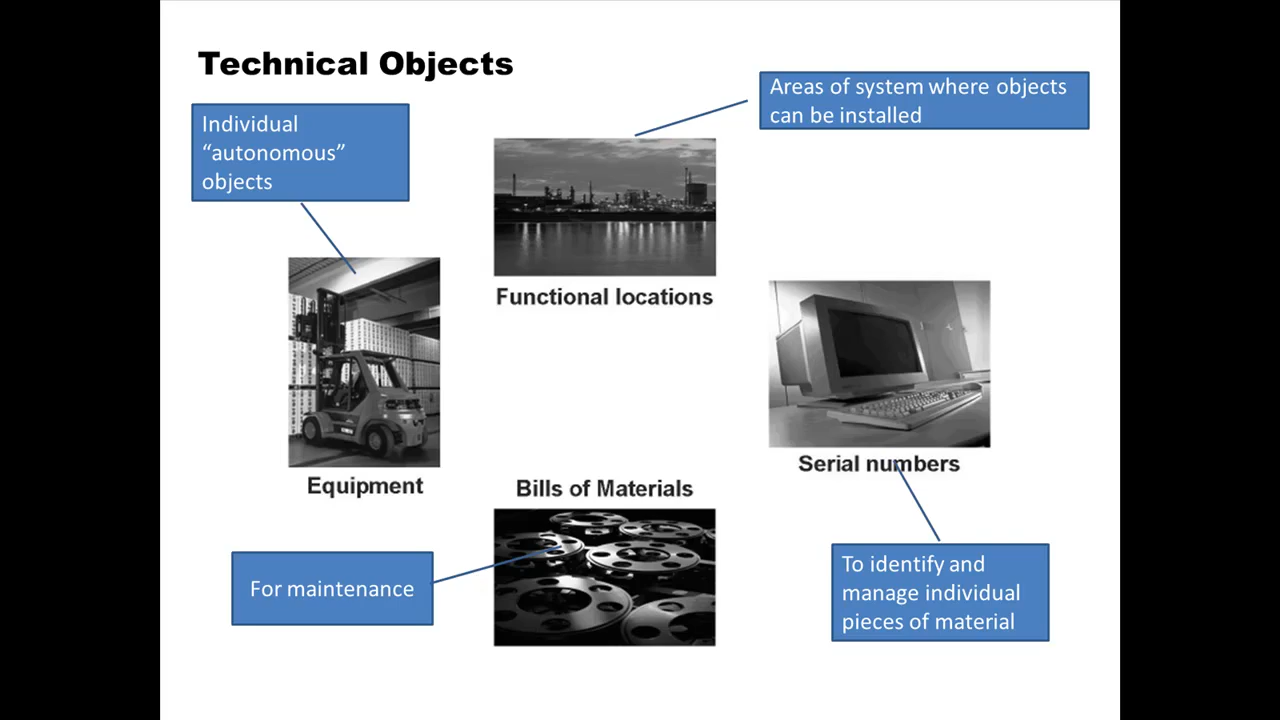 Technical Objects
Individual
“autonomous”
objects
Areas of system where objects
can be installed
Functional locations
Equipment
Serial numbers
Bills of Materials
For maintenance
To identify and
manage individual
pieces of material